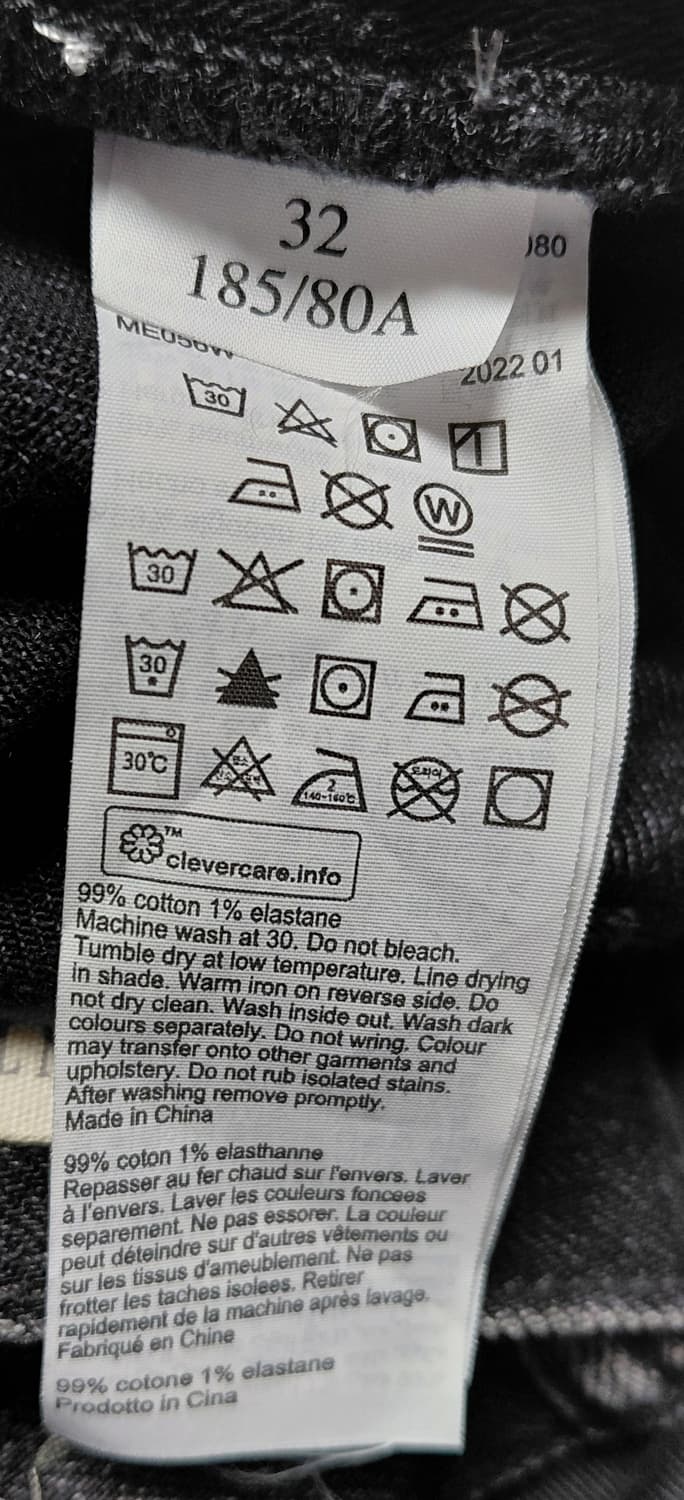 32
185/80A
2022 01
30
W
30
30
30°C
2
140-160°C
™
clevercare.info
99% cotton 1% elastane
Machine wash at 30. Do not bleach.
Tumble dry at low temperature. Line drying
in shade. Warm iron on reverse side. Do
not dry clean. Wash inside out. Wash dark
colours separately. Do not wring. Colour
may transfer onto other garments and
upholstery. Do not rub isolated stains.
After washing remove promptly.
Made in China
99% coton 1% elasthanne
Repasser au fer chaud sur l'envers. Laver
à l'envers. Laver les couleurs foncees
separement. Ne pas essorer. La couleur
peut déteindre sur d'autres vêtements ou
sur les tissus d'ameublement. Ne pas
frotter les taches isolees. Retirer
rapidement de la machine après lavage.
Fabriqué en Chine
99% cotone 1% elastane
Prodotto in Cina